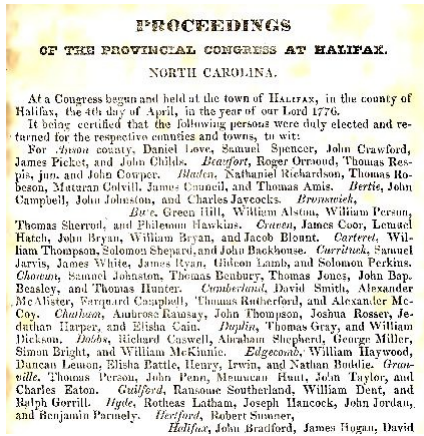 PROCEEDINGS
OF THE PROVINCIAL CONGRESS AT HALIFAX.
NORTH CAROLINA.
At a Congress begun and held at the town of HALIFAX, in the county of
Halifax, the 4th day of April, in the year of our Lord 1776.
It being certified that the following persons were duly elected and re-
turned for the respective counties and towns, to wit:
For Anson county, Daniel Love, Samuel Spencer, John Crawford,
James Picket, and John Childs. Beaufort, Roger Ormond, Thomas Res-
pis, jun. and John Cowper. Bladen, Nathaniel Richardson, Thomas Ro-
beson, Maturan Colvill, James Council, and Thomas Amis. Bertie, John
Campbell, John Johnston, and Charles Jaycocks. Brunswick,
Bute, Green Hill, William Alston, William Person,
Thomas Sherrod, and Philemon Hawkins. Craven, James Coor, Lemuel
Hatch, John Bryan, William Bryan, and Jacob Blount. Carteret, Wil-
liam Thompson, Solomon Shepard, and John Backhouse. Currituck, Samuel
Jarvis, James White, James Ryan, Gideon Lamb, and Solomon Perkins.
Chowan, Samuel Johnston, Thomas Benbury, Thomas Jones, John Bap.
Beasley, and Thomas Hunter. Cumberland, David Smith, Alexander
McAlister, Farquard Campbell, Thomas Rutherford, and Alexander Mc-
Coy. Chatham, Ambrose Ramsay, John Thompson, Joshua Rosser, Je-
duthan Harper, and Elisha Cain. Duplin, Thomas Gray, and William
Dickson. Dobbs, Richard Caswell, Abraham Shepherd, George Miller,
Simon Bright, and William McKinnie. Edgecomb, William Haywood,
Duncan Lemon, Elisha Battle, Henry, Irwin, and Nathan Boddie. Gran-
ville, Thomas Person, John Penn, Memucan Hunt, John Taylor, and
Charles Eaton. Guilford, Ransome Southerland, William Dent, and
Ralph Gorrill. Hyde, Rotheas Latham, Joseph Hancock, John Jordan,
and Benjamin Parmely. Hertford, Robert Sumner,
Halifax, John Bradford, James Hogan, David